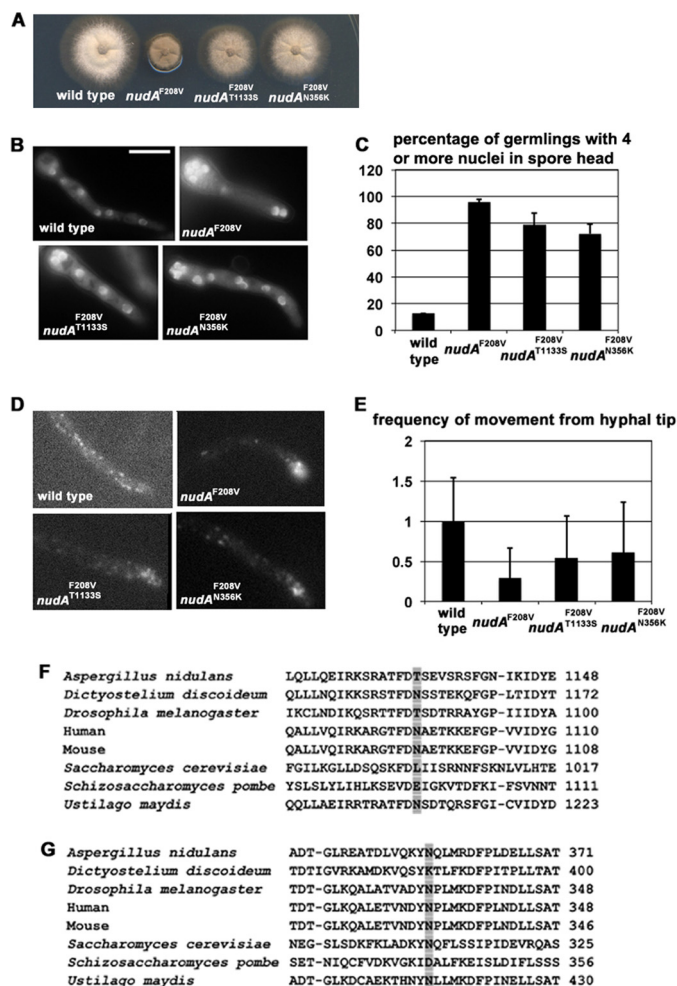 A
wild type nudA F208V nudA F208V T1133S nudA F208V N356K
B
wild type
nudA F208V
nudA F208V T1133S
nudA F208V N356K
C percentage of germlings with 4
or more nuclei in spore head
120
100
80
60
40
20
0
wild type nudA F208V nudA F208V T1133S nudA F208V N356K
D
wild type
nudA F208V
nudA F208V T1133S
nudA F208V N356K
E frequency of movement from hyphal tip
2
1.5
1
0.5
0
wild type nudA F208V nudA F208V T1133S nudA F208V N356K
F Aspergillus nidulans LQLLQEIRKSRATFDTSEVSRSFGN-IKIDYE 1148
Dictyostelium discoideum QLLLNQIKKSRTSFDNSSTEKQFGP-LTIDYT 1172
Drosophila melanogaster IKCLNDIKQSRTTFDTSDTRRAYGP-IIIDYA 1100
Human QALLVQIRKARGTFDNAETKKEFGP-VVIDYG 1110
Mouse QALLVQIRKARGTFDNAETKKEFGP-VVIDYG 1108
Saccharomyces cerevisiae FGILKGLLDSQSKFDLIISRNNFSKNLVLHTE 1017
Schizosaccharomyces pombe YSLSLYLIHLKSEVDEIGKVTDFKI-FSVNNT 1111
Ustilago maydis QQLLAEIRRTRATFDNSDTQRSFGI-CVIDYD 1223
G Aspergillus nidulans ADT-GLREATDLVQKYNQLMRDFPLDELLSAT 371
Dictyostelium discoideum TDTIGVRKAMDKVQSYKTLFKDFPITPLLTAT 400
Drosophila melanogaster TDT-GLKQALATVADYNPLMKDFPLNDLLSAT 348
Human TDT-GLKQALETVNDYNPLMKDFPLNDLLSAT 348
Mouse TDT-GLKQALETVNDYNPLMKDFPLNDLLSAT 346
Saccharomyces cerevisiae NEG-SLSDKFKLADKYNQFLSSIPIDEVRQAS 325
Schizosaccharomyces pombe SET-NIQCFVDKVGKIDALFKEISLDIFLSSS 356
Ustilago maydis ADT-GLKDCAEKTHNYNLLMKDFPINELLSAT 430